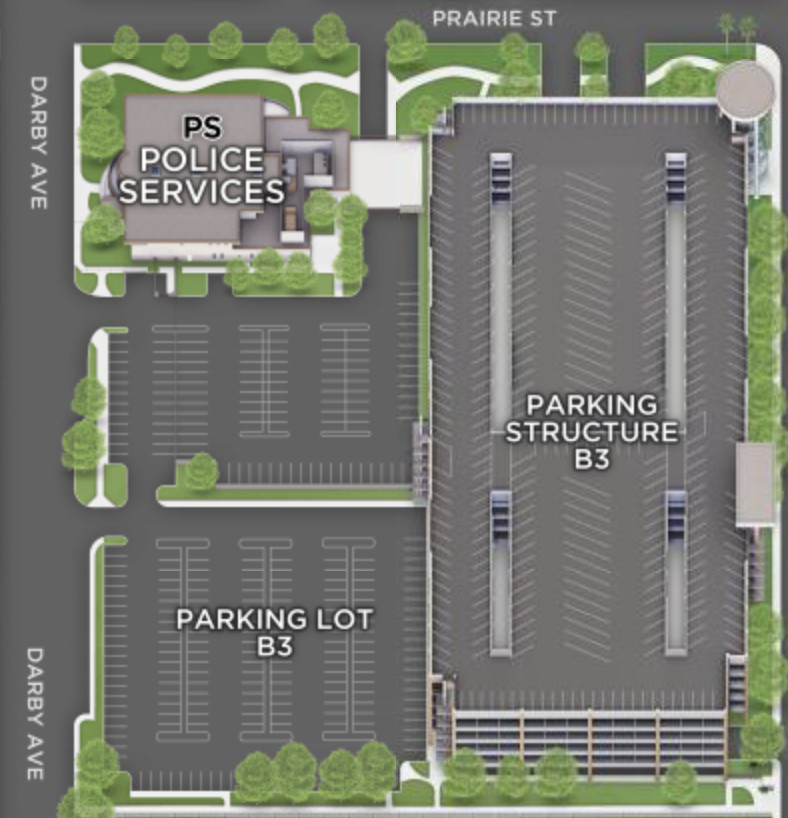 PRAIRIE ST
DARBY AVE
PS
POLICE
SERVICES
PARKING
STRUCTURE
B3
PARKING LOT
B3
DARBY AVE